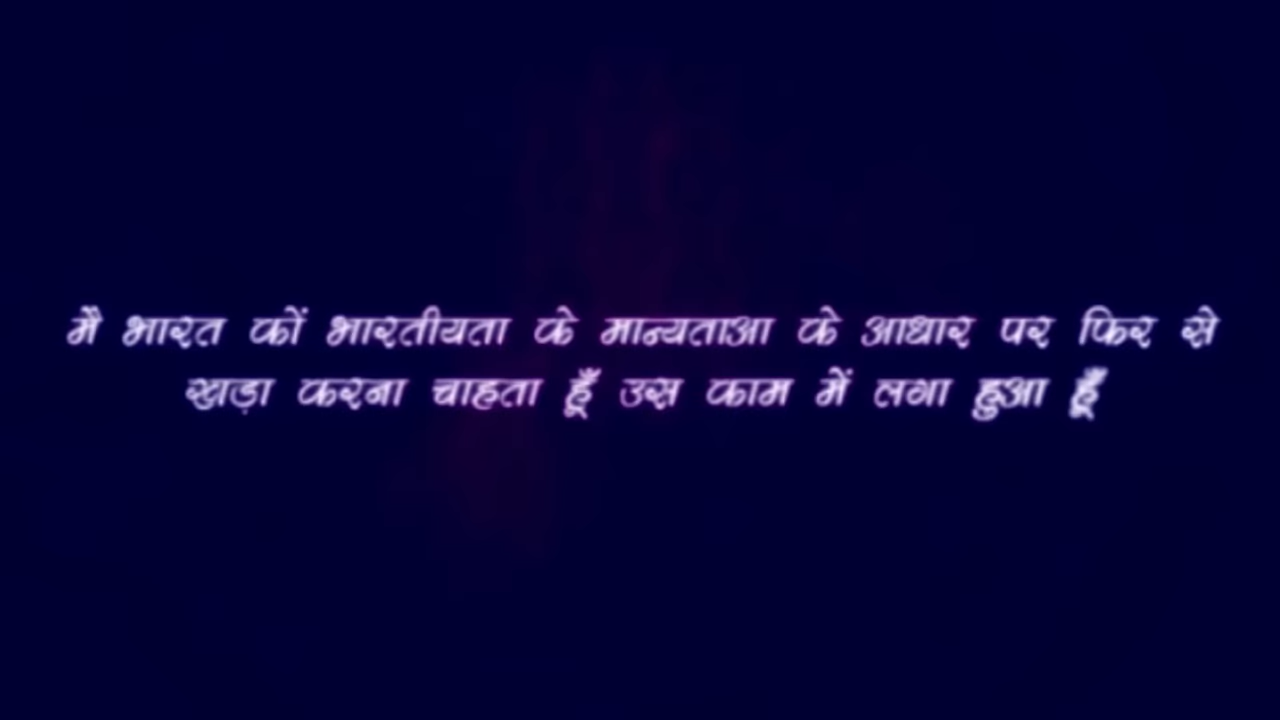 मै भारत कों भारतीयता के मान्यताआ के आधार पर फिर से
खड़ा करना चाहता हूँ उस काम में लगा हुआ हूँ